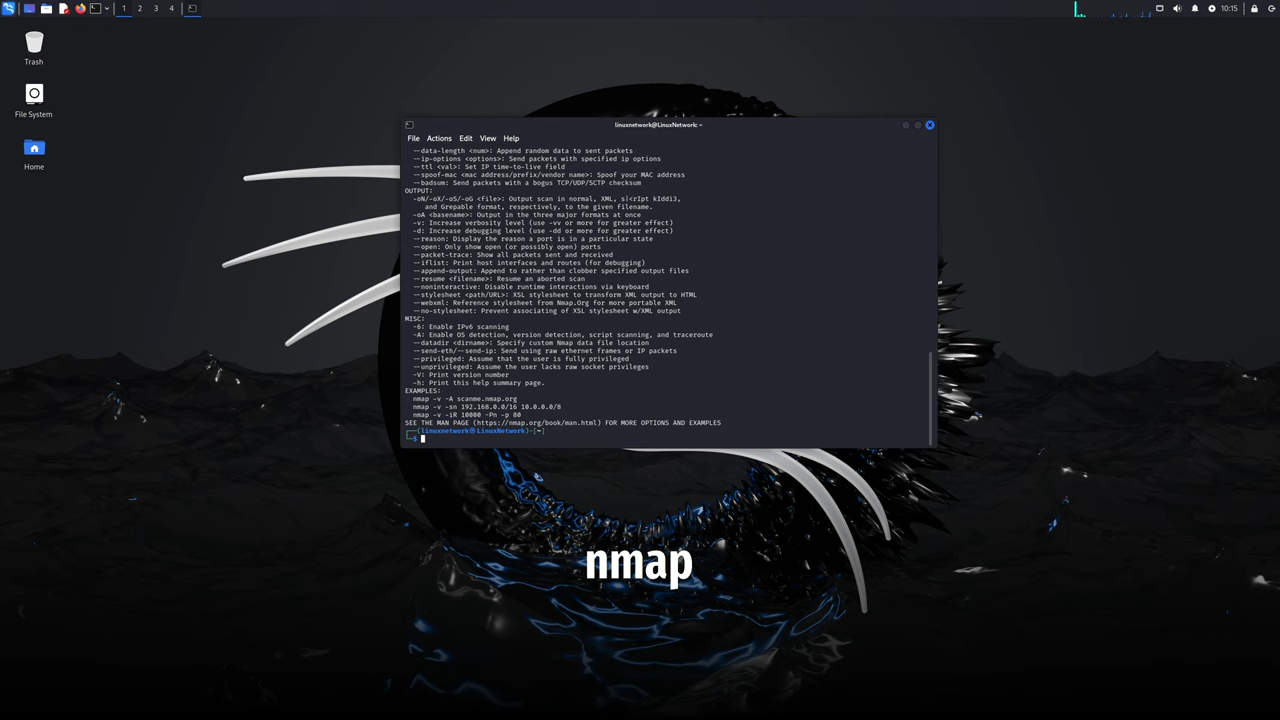 1 2 3 4
10:15
Trash
File System
Home
linuxnetwork@LinuxNetwork: ~
File Actions Edit View Help
--data-length <num>: Append random data to sent packets
--ip-options <options>: Send packets with specified ip options
--ttl <val>: Set IP time-to-live field
--spoof-mac <mac address/prefix/vendor name>: Spoof your MAC address
--badsum: Send packets with a bogus TCP/UDP/SCTP checksum
OUTPUT:
-oN/-oX/-oS/-oG <file>: Output scan in normal, XML, s|<rIpt kIddi3,
and Grepable format, respectively, to the given filename.
-oA <basename>: Output in the three major formats at once
-v: Increase verbosity level (use -vv or more for greater effect)
-d: Increase debugging level (use -dd or more for greater effect)
--reason: Display the reason a port is in a particular state
--open: Only show open (or possibly open) ports
--packet-trace: Show all packets sent and received
--iflist: Print host interfaces and routes (for debugging)
--append-output: Append to rather than clobber specified output files
--resume <filename>: Resume an aborted scan
--noninteractive: Disable runtime interactions via keyboard
--stylesheet <path/URL>: XSL stylesheet to transform XML output to HTML
--webxml: Reference stylesheet from Nmap.Org for more portable XML
--no-stylesheet: Prevent associating of XSL stylesheet w/XML output
MISC:
-6: Enable IPv6 scanning
-A: Enable OS detection, version detection, script scanning, and traceroute
--datadir <dirname>: Specify custom Nmap data file location
--send-eth/--send-ip: Send using raw ethernet frames or IP packets
--privileged: Assume that the user is fully privileged
--unprivileged: Assume the user lacks raw socket privileges
-V: Print version number
-h: Print this help summary page.
EXAMPLES:
nmap -v -A scanme.nmap.org
nmap -v -sn 192.168.0.0/16 10.0.0.0/8
nmap -v -iR 10000 -Pn -p 80
SEE THE MAN PAGE (https://nmap.org/book/man.html) FOR MORE OPTIONS AND EXAMPLES
┌──(linuxnetwork㉿LinuxNetwork)-[~]
└─$
nmap